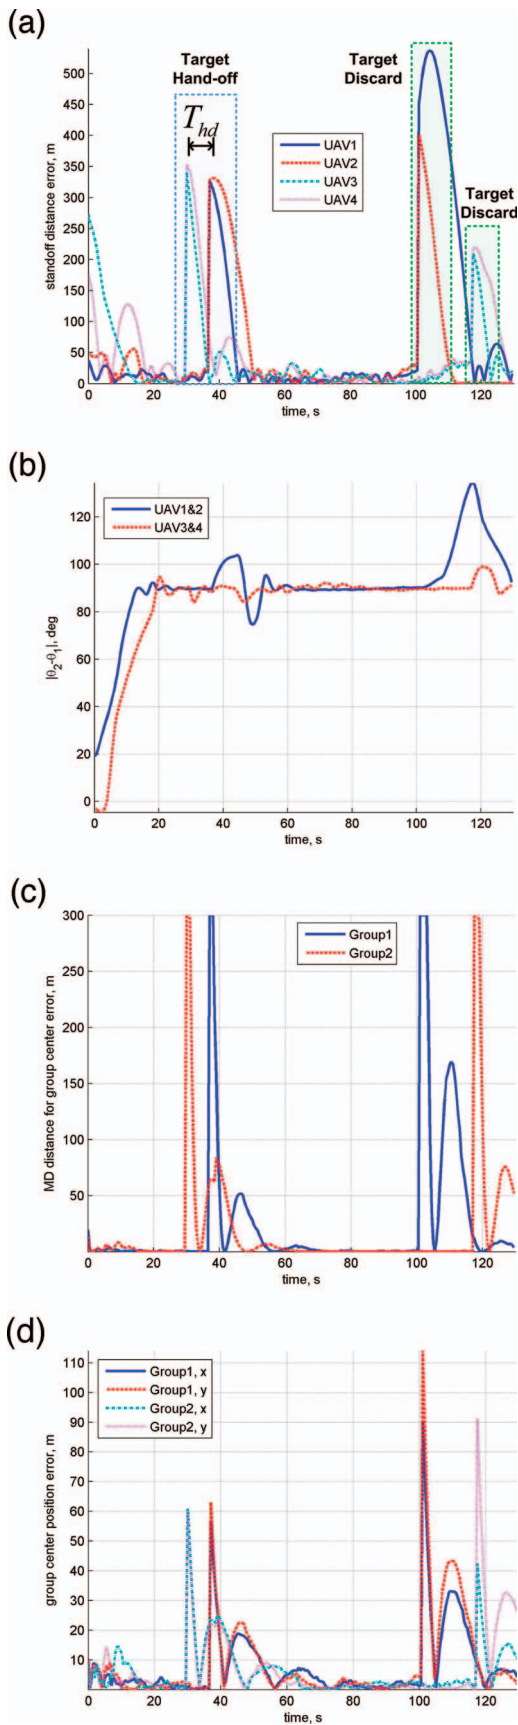 (a)
Target
Hand-off
Target
Discard
T_hd
UAV1
UAV2
UAV3
UAV4
Target
Discard
standoff distance error, m
500
450
400
350
300
250
200
150
100
50
0
0 20 40 60 80 100 120
time, s
(b)
UAV1&2
UAV3&4
|θ2-θ1|, deg
120
100
80
60
40
20
0
0 20 40 60 80 100 120
time, s
(c)
Group1
Group2
MD distance for group center error, m
300
250
200
150
100
50
0 20 40 60 80 100 120
time, s
(d)
Group1, x
Group1, y
Group2, x
Group2, y
group center position error, m
110
100
90
80
70
60
50
40
30
20
10
0 20 40 60 80 100 120
time, s